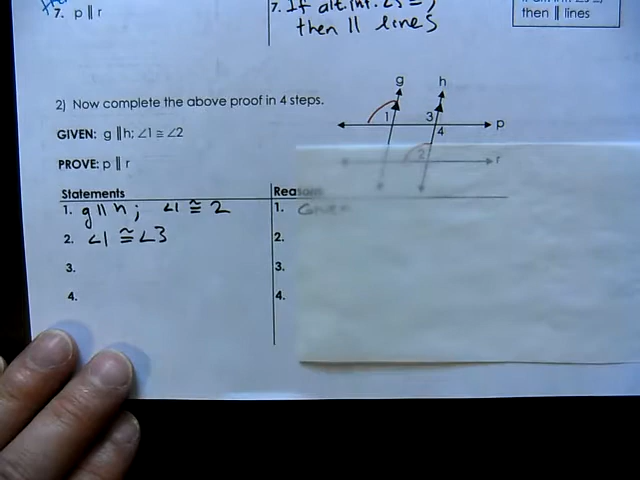 7. p || r
7. If alt. int. ∠s ≅,
then || lines
then || lines
2) Now complete the above proof in 4 steps.
GIVEN: g || h; ∠1 ≅ ∠2
PROVE: p || r
g h
1 3 p
4
2 r
Statements Reasons
1. g || h; ∠1 ≅ 2 1. Given
2. ∠1 ≅ ∠3 2.
3. 3.
4. 4.